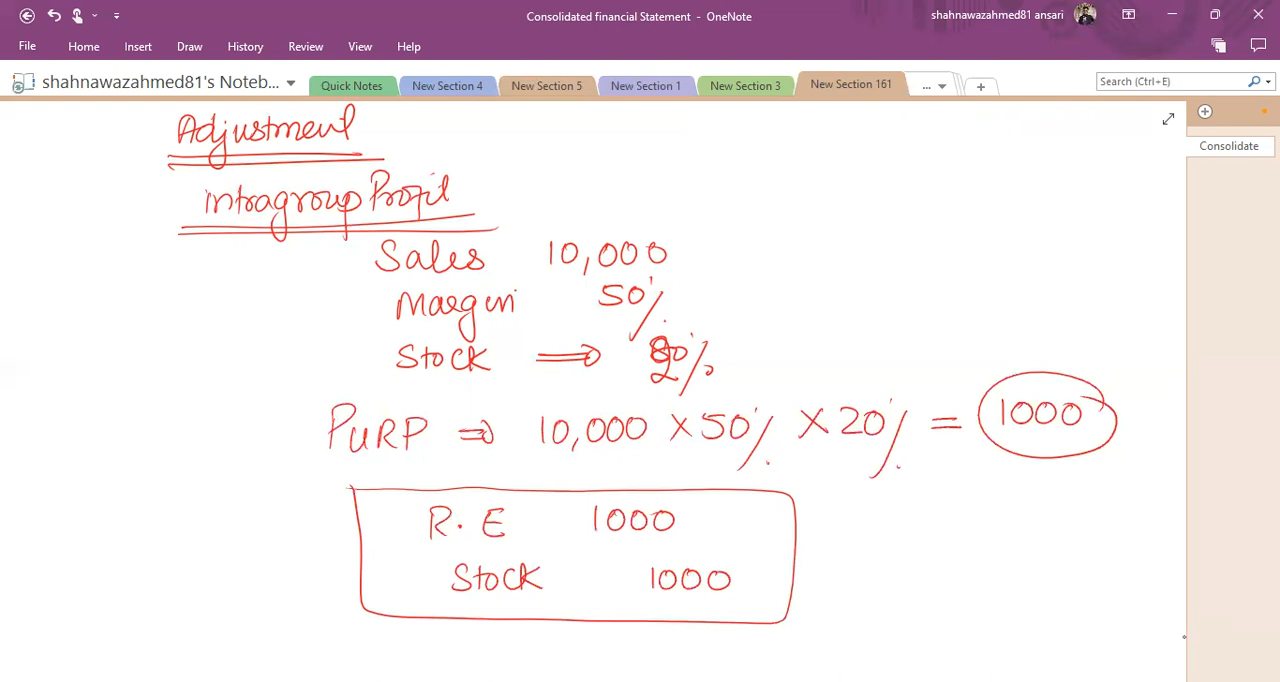 Consolidated financial Statement - OneNote
shahnawazahmed81 ansari
File Home Insert Draw History Review View Help
shahnawazahmed81's Noteb...
Quick Notes
New Section 4
New Section 5
New Section 1
New Section 3
New Section 161
...
Search (Ctrl+E)
Consolidate
Adjustment
intragroup Profit
Sales 10,000
Margin 50%
Stock ⇒ 20%
PURP ⇒ 10,000 × 50% × 20% = 1000
R. E 1000
Stock 1000